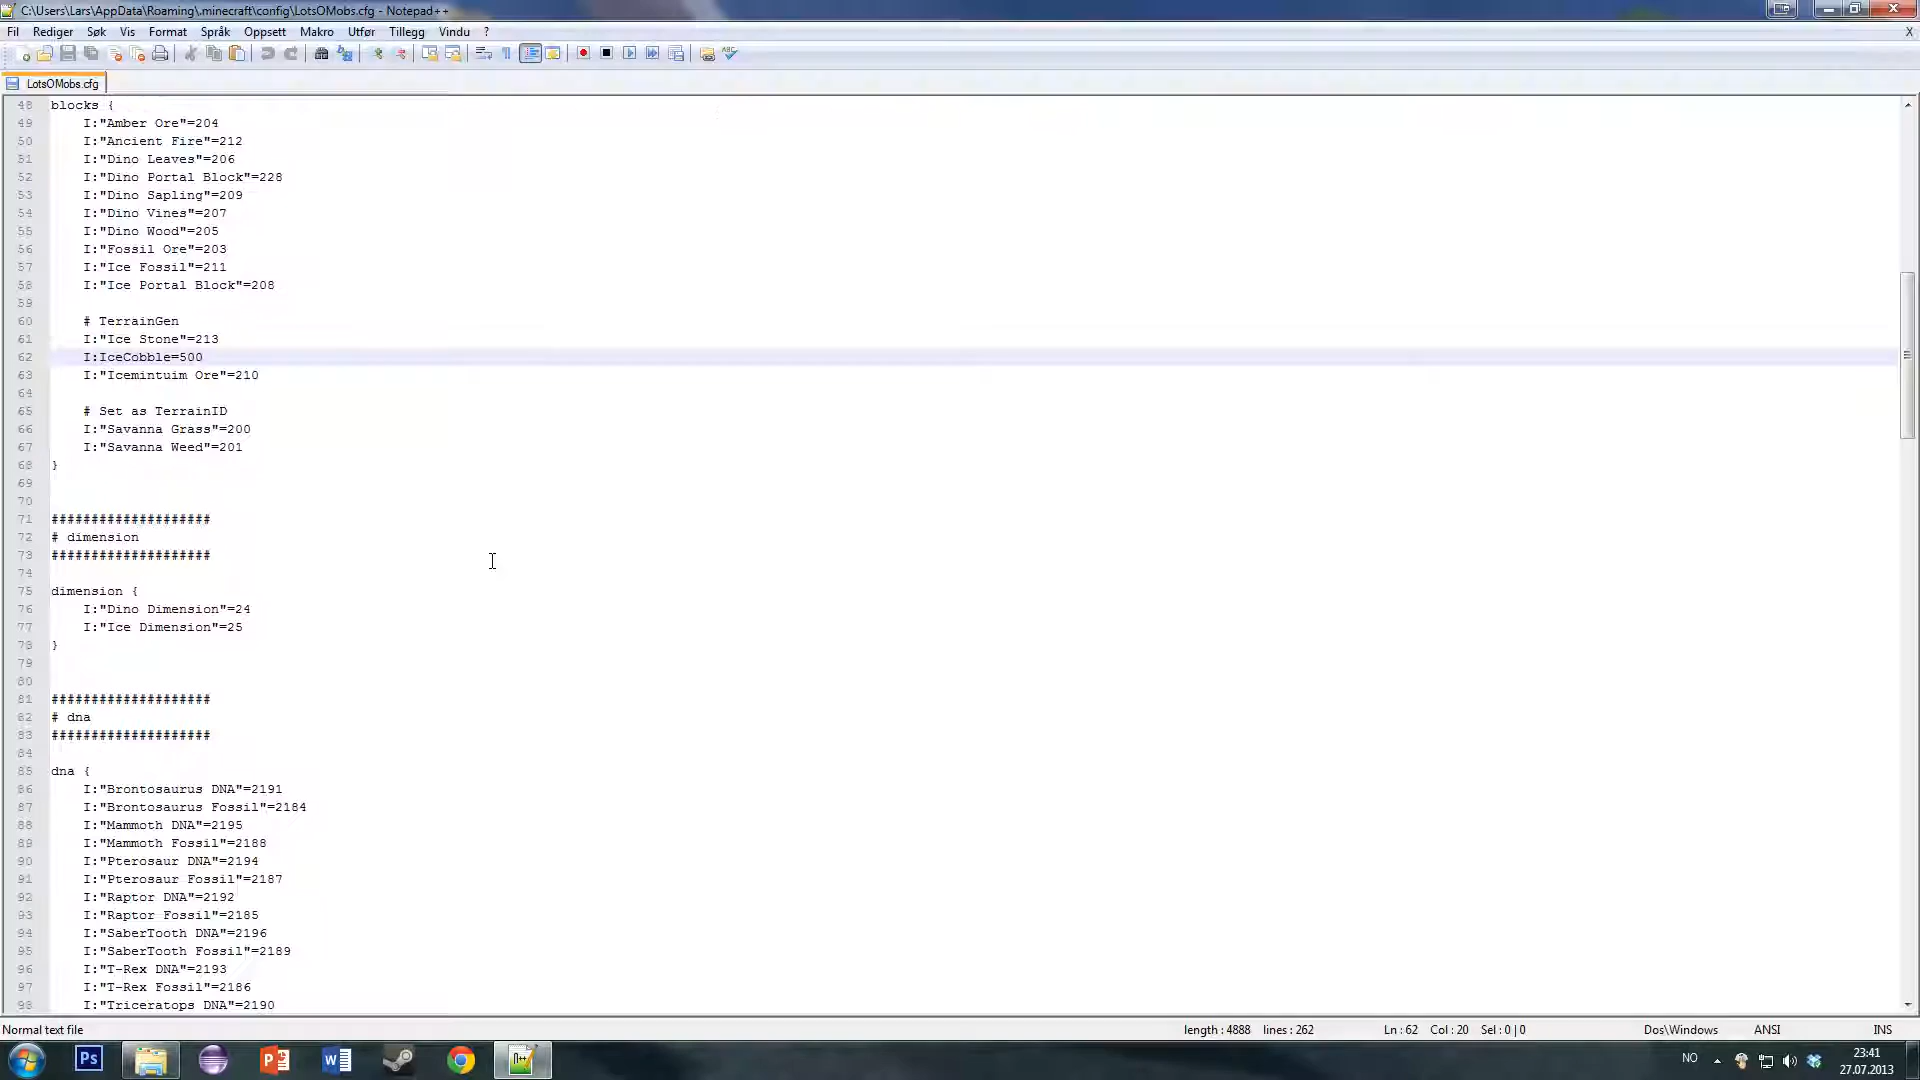 C:\Users\Lars\AppData\Roaming\.minecraft\config\LotsOMobs.cfg - Notepad++
Fil Rediger Søk Vis Format Språk Oppsett Makro Utfør Tillegg Vindu ? X
LotsOMobs.cfg
48 blocks {
49 I:"Amber Ore"=204
50 I:"Ancient Fire"=212
51 I:"Dino Leaves"=206
52 I:"Dino Portal Block"=228
53 I:"Dino Sapling"=209
54 I:"Dino Vines"=207
55 I:"Dino Wood"=205
56 I:"Fossil Ore"=203
57 I:"Ice Fossil"=211
58 I:"Ice Portal Block"=208
59
60 # TerrainGen
61 I:"Ice Stone"=213
62 I:IceCobble=500
63 I:"Icemintuim Ore"=210
64
65 # Set as TerrainID
66 I:"Savanna Grass"=200
67 I:"Savanna Weed"=201
68 }
69
70
71 ####################
72 # dimension
73 ####################
74
75 dimension {
76 I:"Dino Dimension"=24
77 I:"Ice Dimension"=25
78 }
79
80
81 ####################
82 # dna
83 ####################
84
85 dna {
86 I:"Brontosaurus DNA"=2191
87 I:"Brontosaurus Fossil"=2184
88 I:"Mammoth DNA"=2195
89 I:"Mammoth Fossil"=2188
90 I:"Pterosaur DNA"=2194
91 I:"Pterosaur Fossil"=2187
92 I:"Raptor DNA"=2192
93 I:"Raptor Fossil"=2185
94 I:"SaberTooth DNA"=2196
95 I:"SaberTooth Fossil"=2189
96 I:"T-Rex DNA"=2193
97 I:"T-Rex Fossil"=2186
98 I:"Triceratops DNA"=2190
Normal text file length : 4888 lines : 262 Ln : 62 Col : 20 Sel : 0 | 0 Dos\Windows ANSI INS
Ps P W NO 23:41
27.07.2013